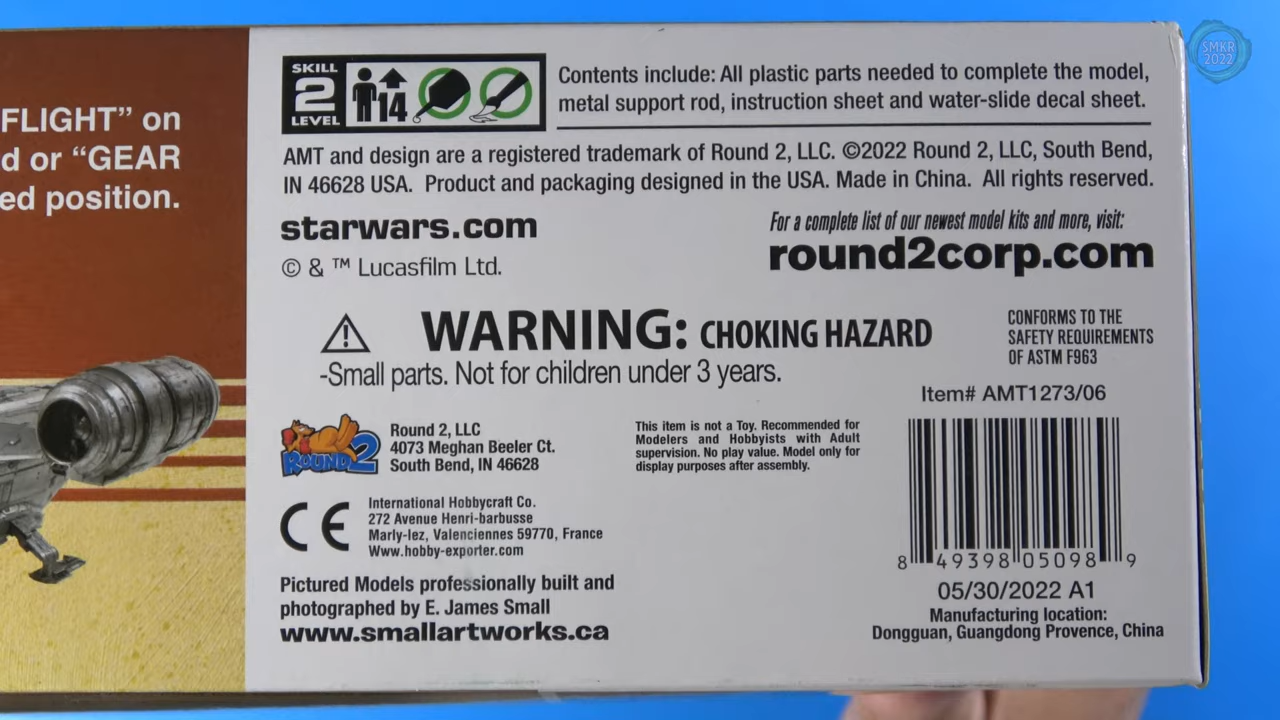 SMKR
2022
FLIGHT” on
d or “GEAR
ed position.
SKILL
2
LEVEL
14
Contents include: All plastic parts needed to complete the model,
metal support rod, instruction sheet and water-slide decal sheet.
AMT and design are a registered trademark of Round 2, LLC. ©2022 Round 2, LLC, South Bend,
IN 46628 USA. Product and packaging designed in the USA. Made in China. All rights reserved.
starwars.com
© & ™ Lucasfilm Ltd.
For a complete list of our newest model kits and more, visit:
round2corp.com
WARNING: CHOKING HAZARD
-Small parts. Not for children under 3 years.
CONFORMS TO THE
SAFETY REQUIREMENTS
OF ASTM F963
Item# AMT1273/06
ROUND 2
Round 2, LLC
4073 Meghan Beeler Ct.
South Bend, IN 46628
This item is not a Toy. Recommended for
Modelers and Hobbyists with Adult
supervision. No play value. Model only for
display purposes after assembly.
CE
International Hobbycraft Co.
272 Avenue Henri-barbusse
Marly-lez, Valenciennes 59770, France
Www.hobby-exporter.com
Pictured Models professionally built and
photographed by E. James Small
www.smallartworks.ca
8 49398 05098 9
05/30/2022 A1
Manufacturing location:
Dongguan, Guangdong Provence, China